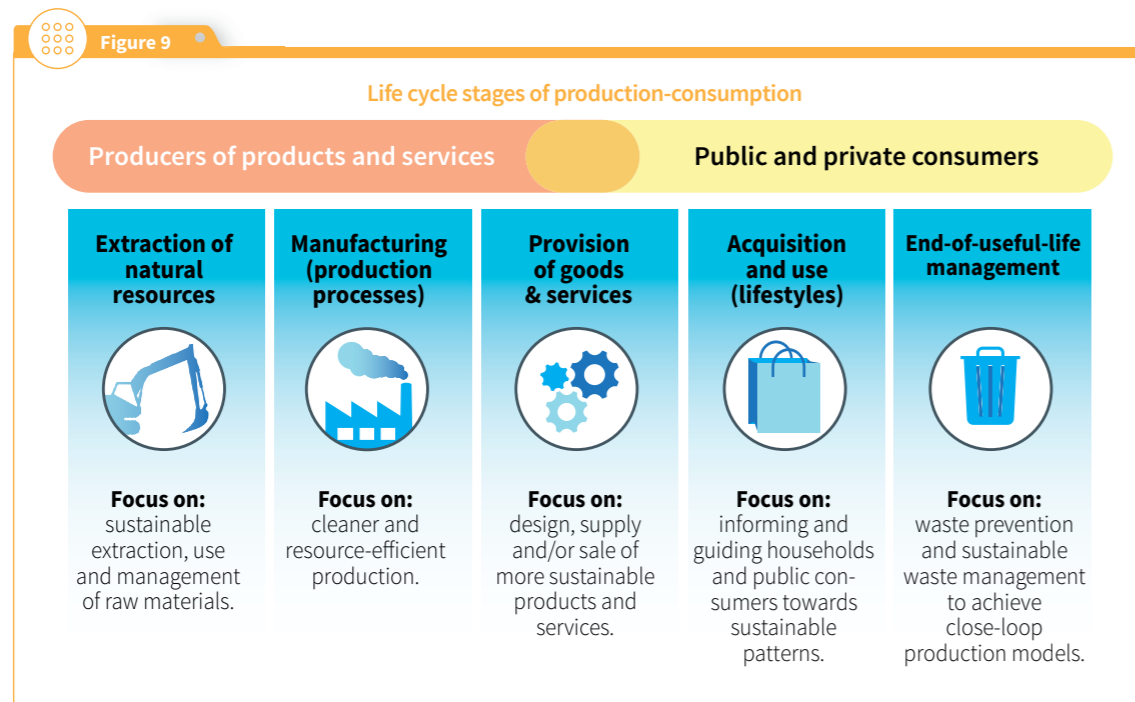 Figure 9
Life cycle stages of production-consumption
Producers of products and services
Public and private consumers
Extraction of
natural
resources
Focus on:
sustainable
extraction, use
and management
of raw materials.
Manufacturing
(production
processes)
Focus on:
cleaner and
resource-efficient
production.
Provision
of goods
& services
Focus on:
design, supply
and/or sale of
more sustainable
products and
services.
Acquisition
and use
(lifestyles)
Focus on:
informing and
guiding households
and public con-
sumers towards
sustainable
patterns.
End-of-useful-life
management
Focus on:
waste prevention
and sustainable
waste management
to achieve
close-loop
production models.